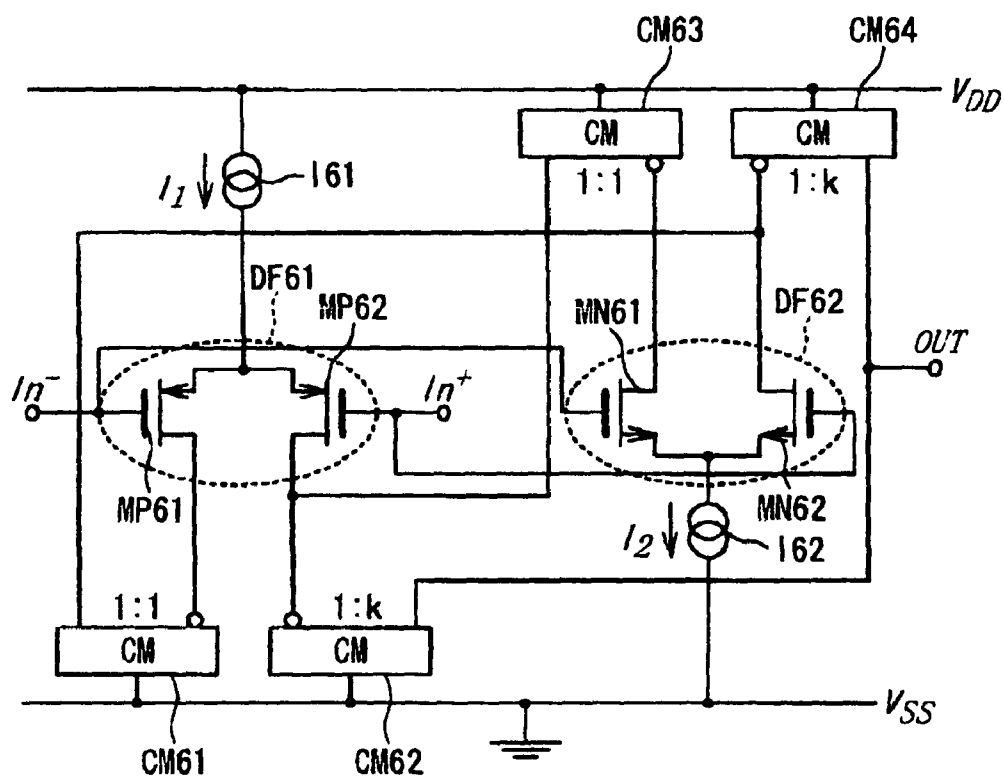 CM63 CM64
V_DD
CM CM
1:1 1:k
I_1 I61
DF61
MP62
MN61
DF62
OUT
In^- In^+
MP61
MN62
I_2 I62
1:1 1:k
CM CM
V_SS
CM61 CM62